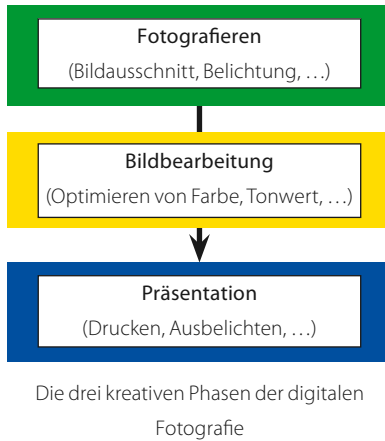 Fotografieren
(Bildausschnitt, Belichtung, …)
Bildbearbeitung
(Optimieren von Farbe, Tonwert, …)
Präsentation
(Drucken, Ausbelichten, …)
Die drei kreativen Phasen der digitalen
Fotografie